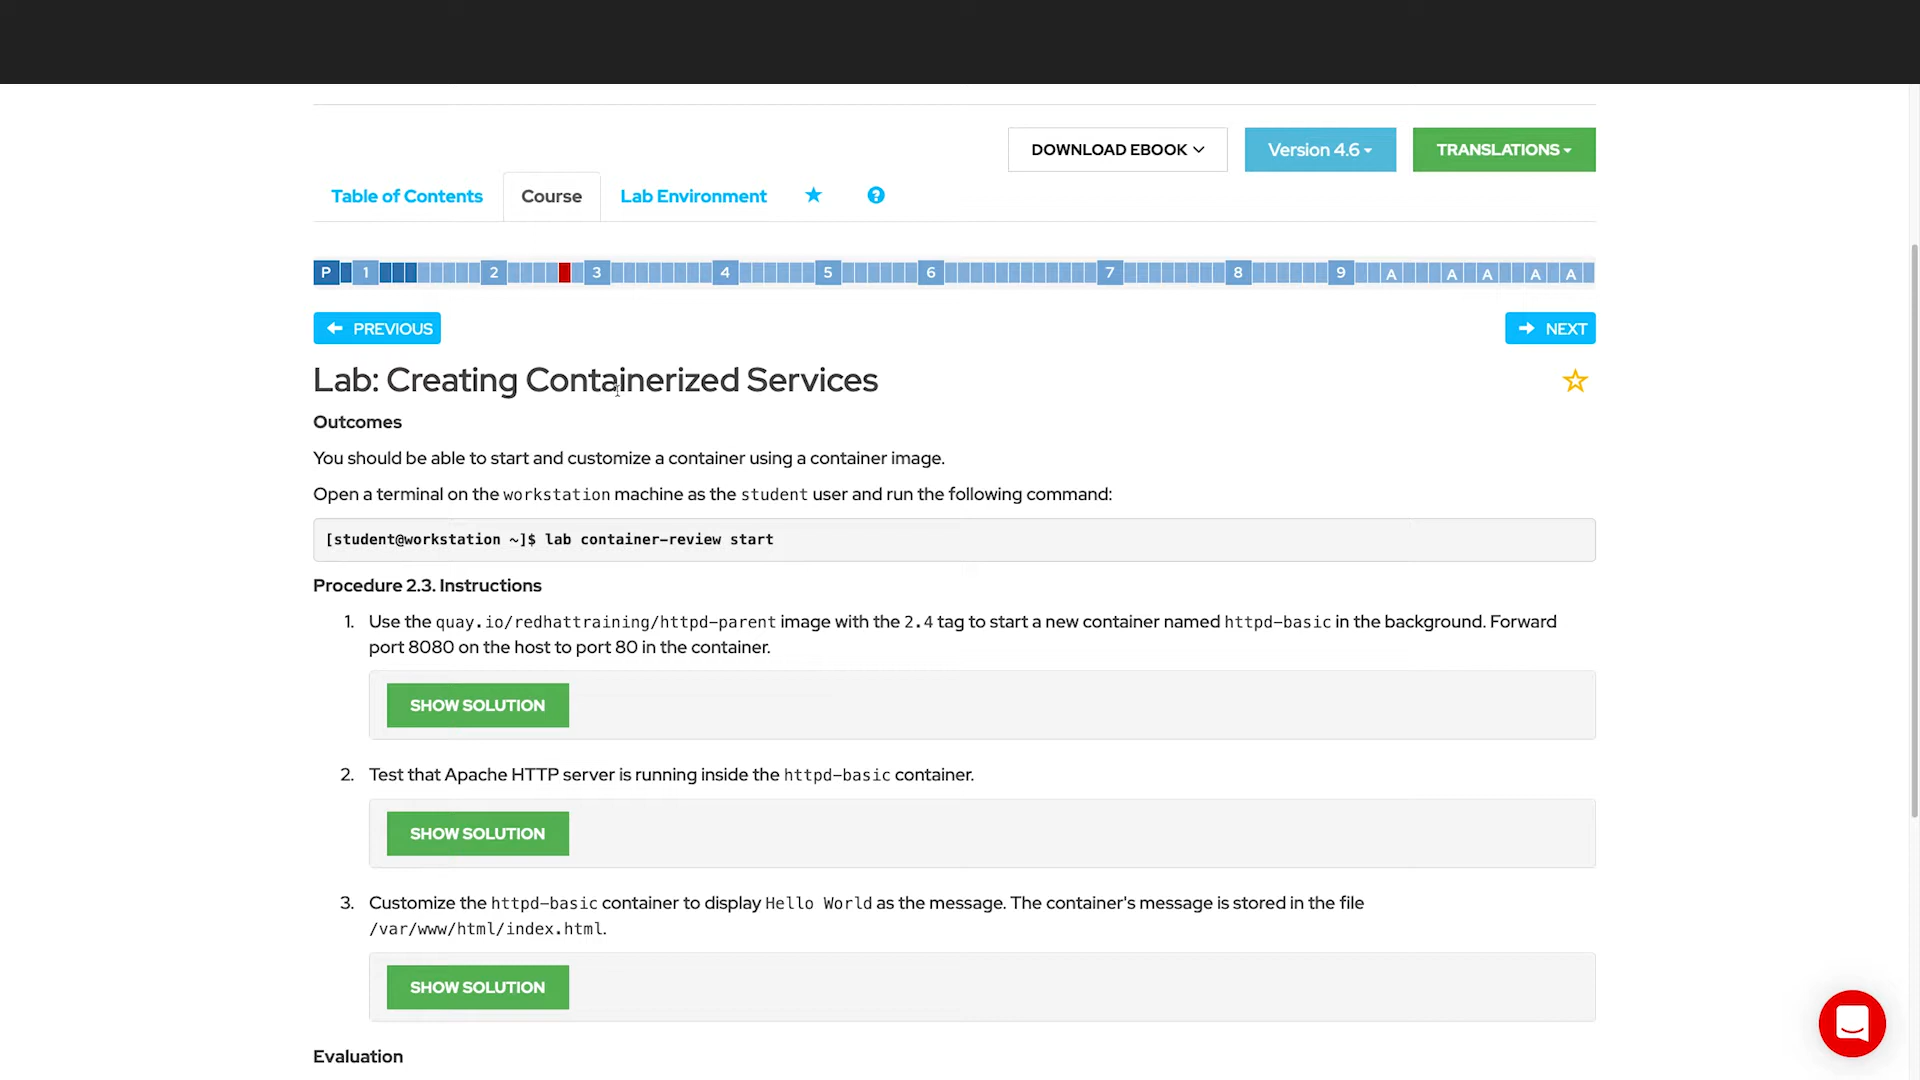 DOWNLOAD EBOOK
Version 4.6
TRANSLATIONS
Table of Contents
Course
Lab Environment
P 1 2 3 4 5 6 7 8 9 A A A A A
PREVIOUS
NEXT
Lab: Creating Containerized Services
Outcomes
You should be able to start and customize a container using a container image.
Open a terminal on the workstation machine as the student user and run the following command:
[student@workstation ~]$ lab container-review start
Procedure 2.3. Instructions
1. Use the quay.io/redhattraining/httpd-parent image with the 2.4 tag to start a new container named httpd-basic in the background. Forward
port 8080 on the host to port 80 in the container.
SHOW SOLUTION
2. Test that Apache HTTP server is running inside the httpd-basic container.
SHOW SOLUTION
3. Customize the httpd-basic container to display Hello World as the message. The container's message is stored in the file
/var/www/html/index.html.
SHOW SOLUTION
Evaluation